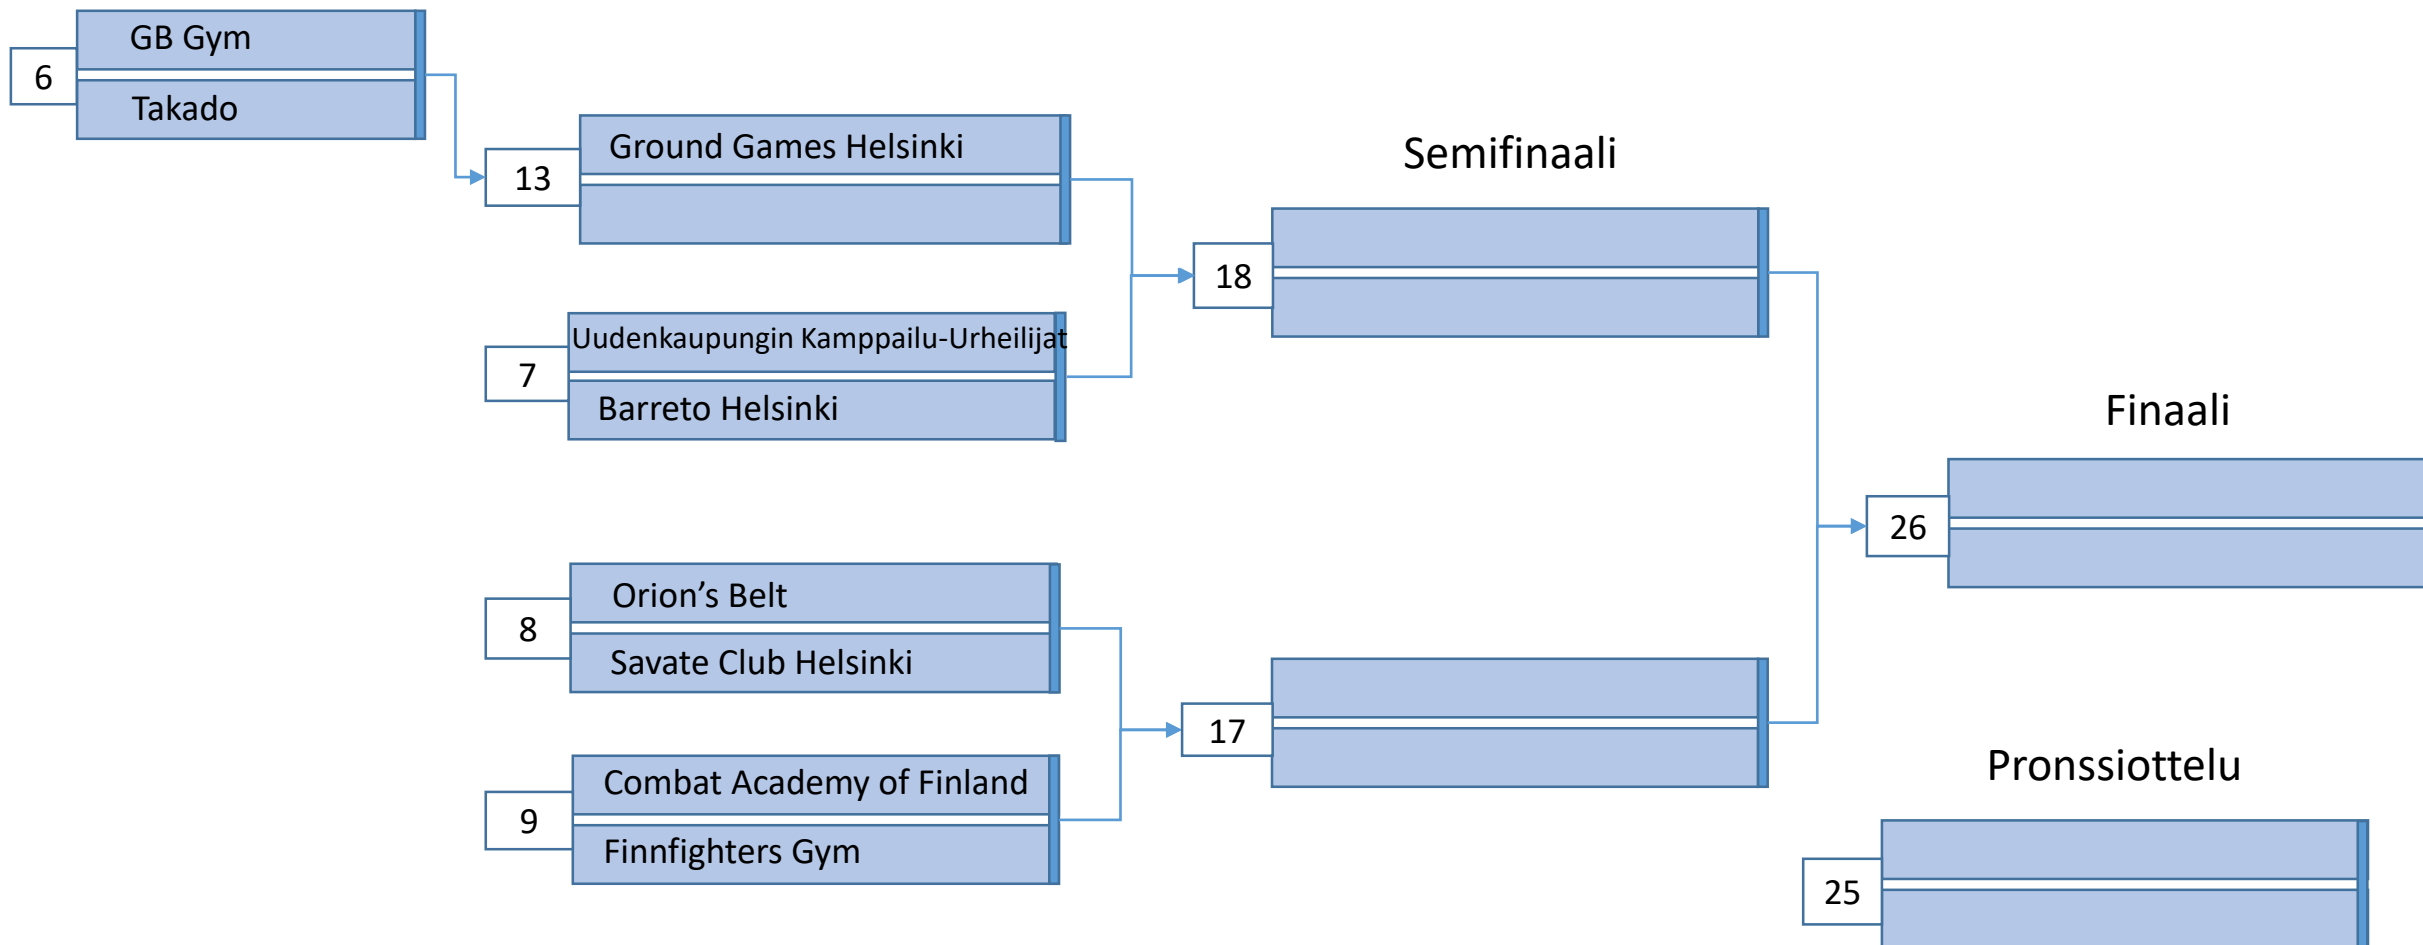 GB Gym
6
Takado
Ground Games Helsinki
13
Semifinaali
18
Uudenkaupungin Kamppailu-Urheilijat
7
Barreto Helsinki
Finaali
26
Orion’s Belt
8
Savate Club Helsinki
17
Combat Academy of Finland
9
Finnfighters Gym
Pronssiottelu
25